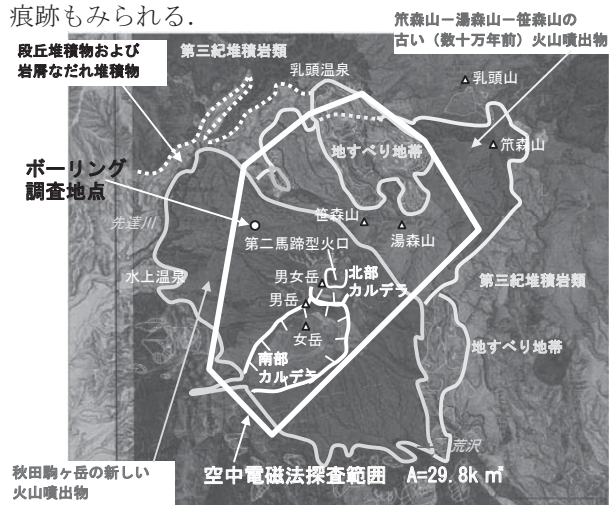 痕跡もみられる.
段丘堆積物および
岩屑なだれ堆積物
第三紀堆積岩類
乳頭温泉
笊森山－湯森山－笹森山の
古い（数十万年前）火山噴出物
乳頭山
笊森山
地すべり地帯
ボーリング
調査地点
先達川
笹森山
湯森山
第二馬蹄型火口
水上温泉
男女岳
北部
カルデラ
男岳
第三紀堆積岩類
女岳
地すべり地帯
南部
カルデラ
荒沢
秋田駒ヶ岳の新しい
火山噴出物
空中電磁法探査範囲 A=29.8k㎡